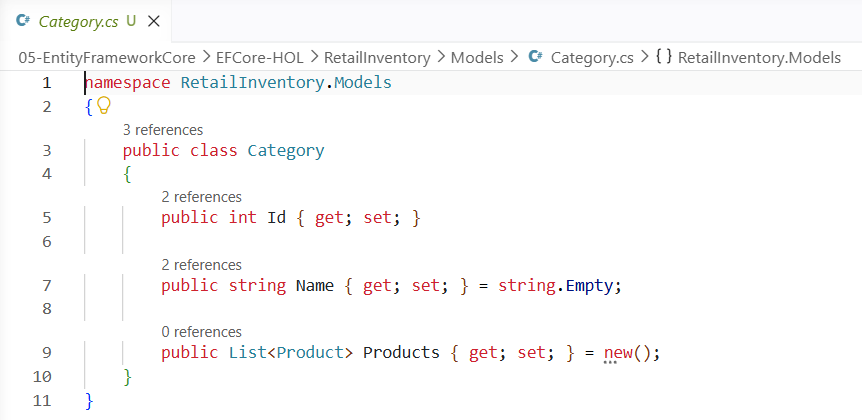 C# Category.cs U ×
05-EntityFrameworkCore > EFCore-HOL > RetailInventory > Models > C# Category.cs > { } RetailInventory.Models
1 namespace RetailInventory.Models
2 {
3 references
3 public class Category
4 {
2 references
5 public int Id { get; set; }
6
2 references
7 public string Name { get; set; } = string.Empty;
8
0 references
9 public List<Product> Products { get; set; } = new();
10 }
11 }